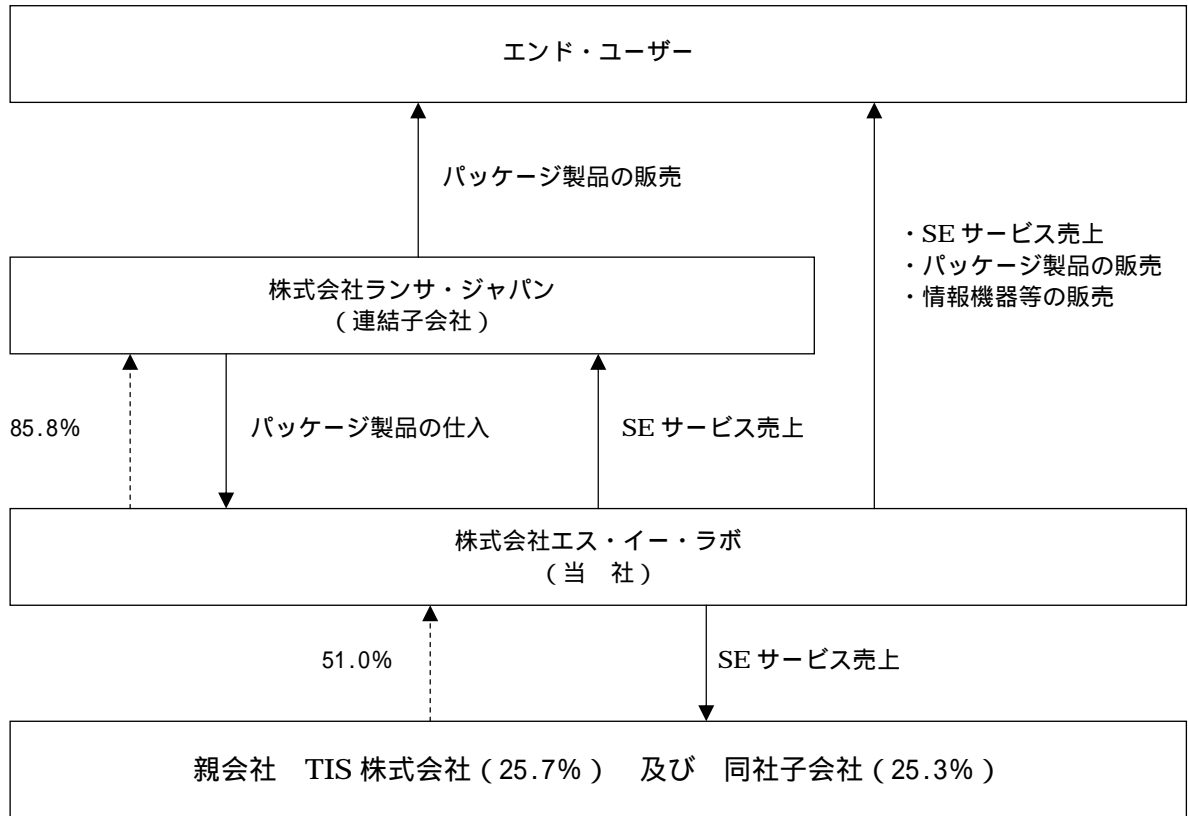 エンド・ユーザー
パッケージ製品の販売
・SE サービス売上
・パッケージ製品の販売
・情報機器等の販売
株式会社ランサ・ジャパン
（連結子会社）
85.8%
パッケージ製品の仕入
SE サービス売上
株式会社エス・イー・ラボ
（当　社）
51.0%
SE サービス売上
親会社　TIS 株式会社（25.7%）　及び　同社子会社（25.3%）